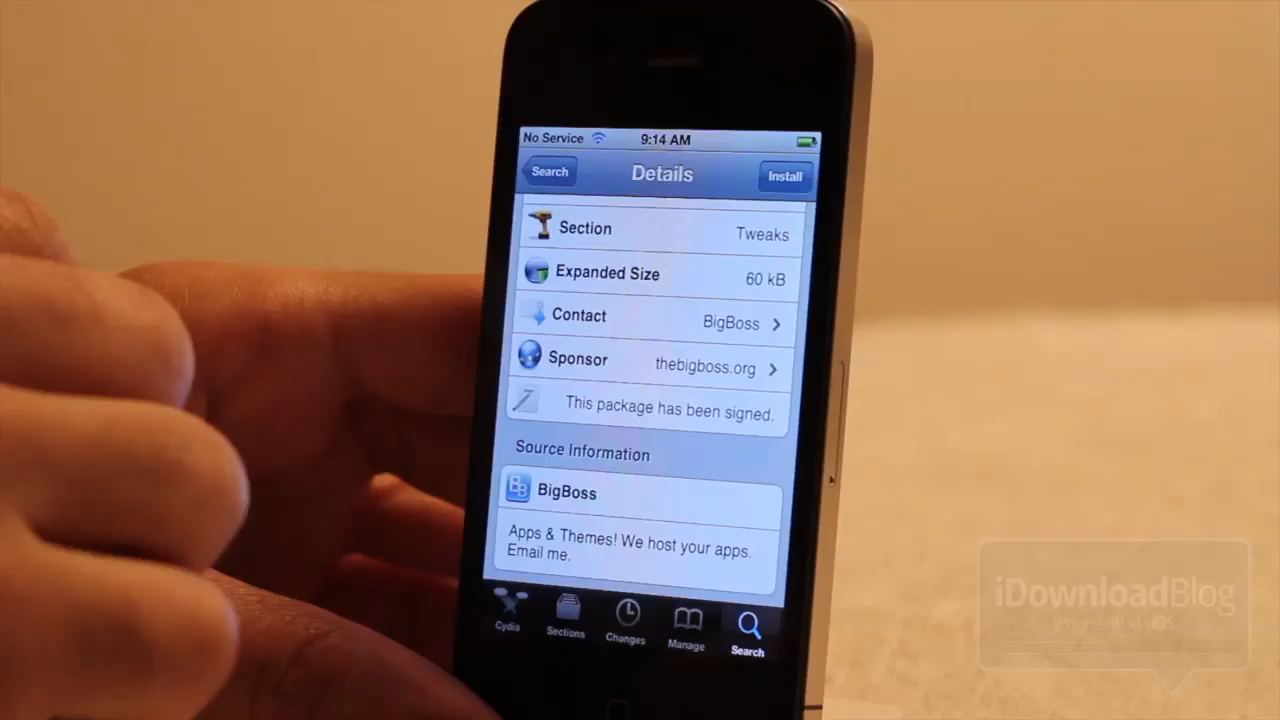 No Service
9:14 AM
Search
Details
Install
Section
Tweaks
Expanded Size
60 kB
Contact
BigBoss
Sponsor
thebigboss.org
This package has been signed.
Source Information
BB
BigBoss
Apps & Themes! We host your apps.
Email me.
Cydia
Sections
Changes
Manage
Search
iDownloadBlog
iPhone • iPad • iOS